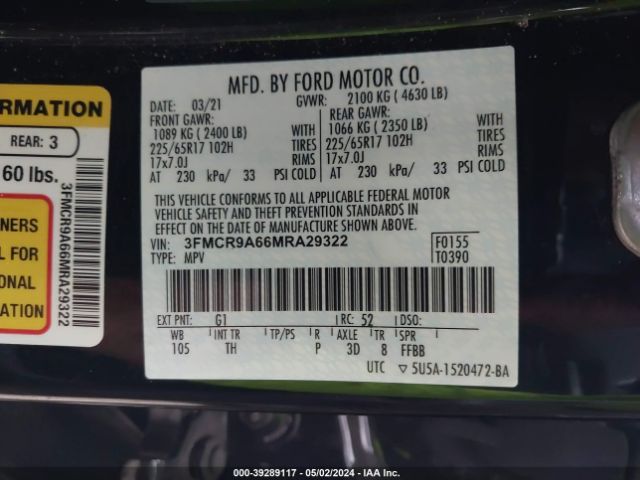 ORMATION
REAR: 3
60 lbs.
NERS
L FOR
ONAL
ATION
3FMCR9A66MRA29322
MFD. BY FORD MOTOR CO.
DATE: 03/21 GVWR: 2100 KG ( 4630 LB)
FRONT GAWR: REAR GAWR:
1089 KG ( 2400 LB) WITH 1066 KG ( 2350 LB) WITH
225/65R17 102H TIRES 225/65R17 102H TIRES
17x7.0J RIMS 17x7.0J RIMS
AT 230 kPa/ 33 PSI COLD AT 230 kPa/ 33 PSI COLD
THIS VEHICLE CONFORMS TO ALL APPLICABLE FEDERAL MOTOR
VEHICLE SAFETY AND THEFT PREVENTION STANDARDS IN
EFFECT ON THE DATE OF MANUFACTURE SHOWN ABOVE.
VIN: 3FMCR9A66MRA29322 F0155
TYPE: MPV T0390
EXT PNT: G1 RC: 52 DSO:
WB INT TR TP/PS R AXLE TR SPR
105 TH P 3D 8 FFBB
UTC ▽ 5U5A-1520472-BA
000-39289117 - 05/02/2024 - IAA Inc.